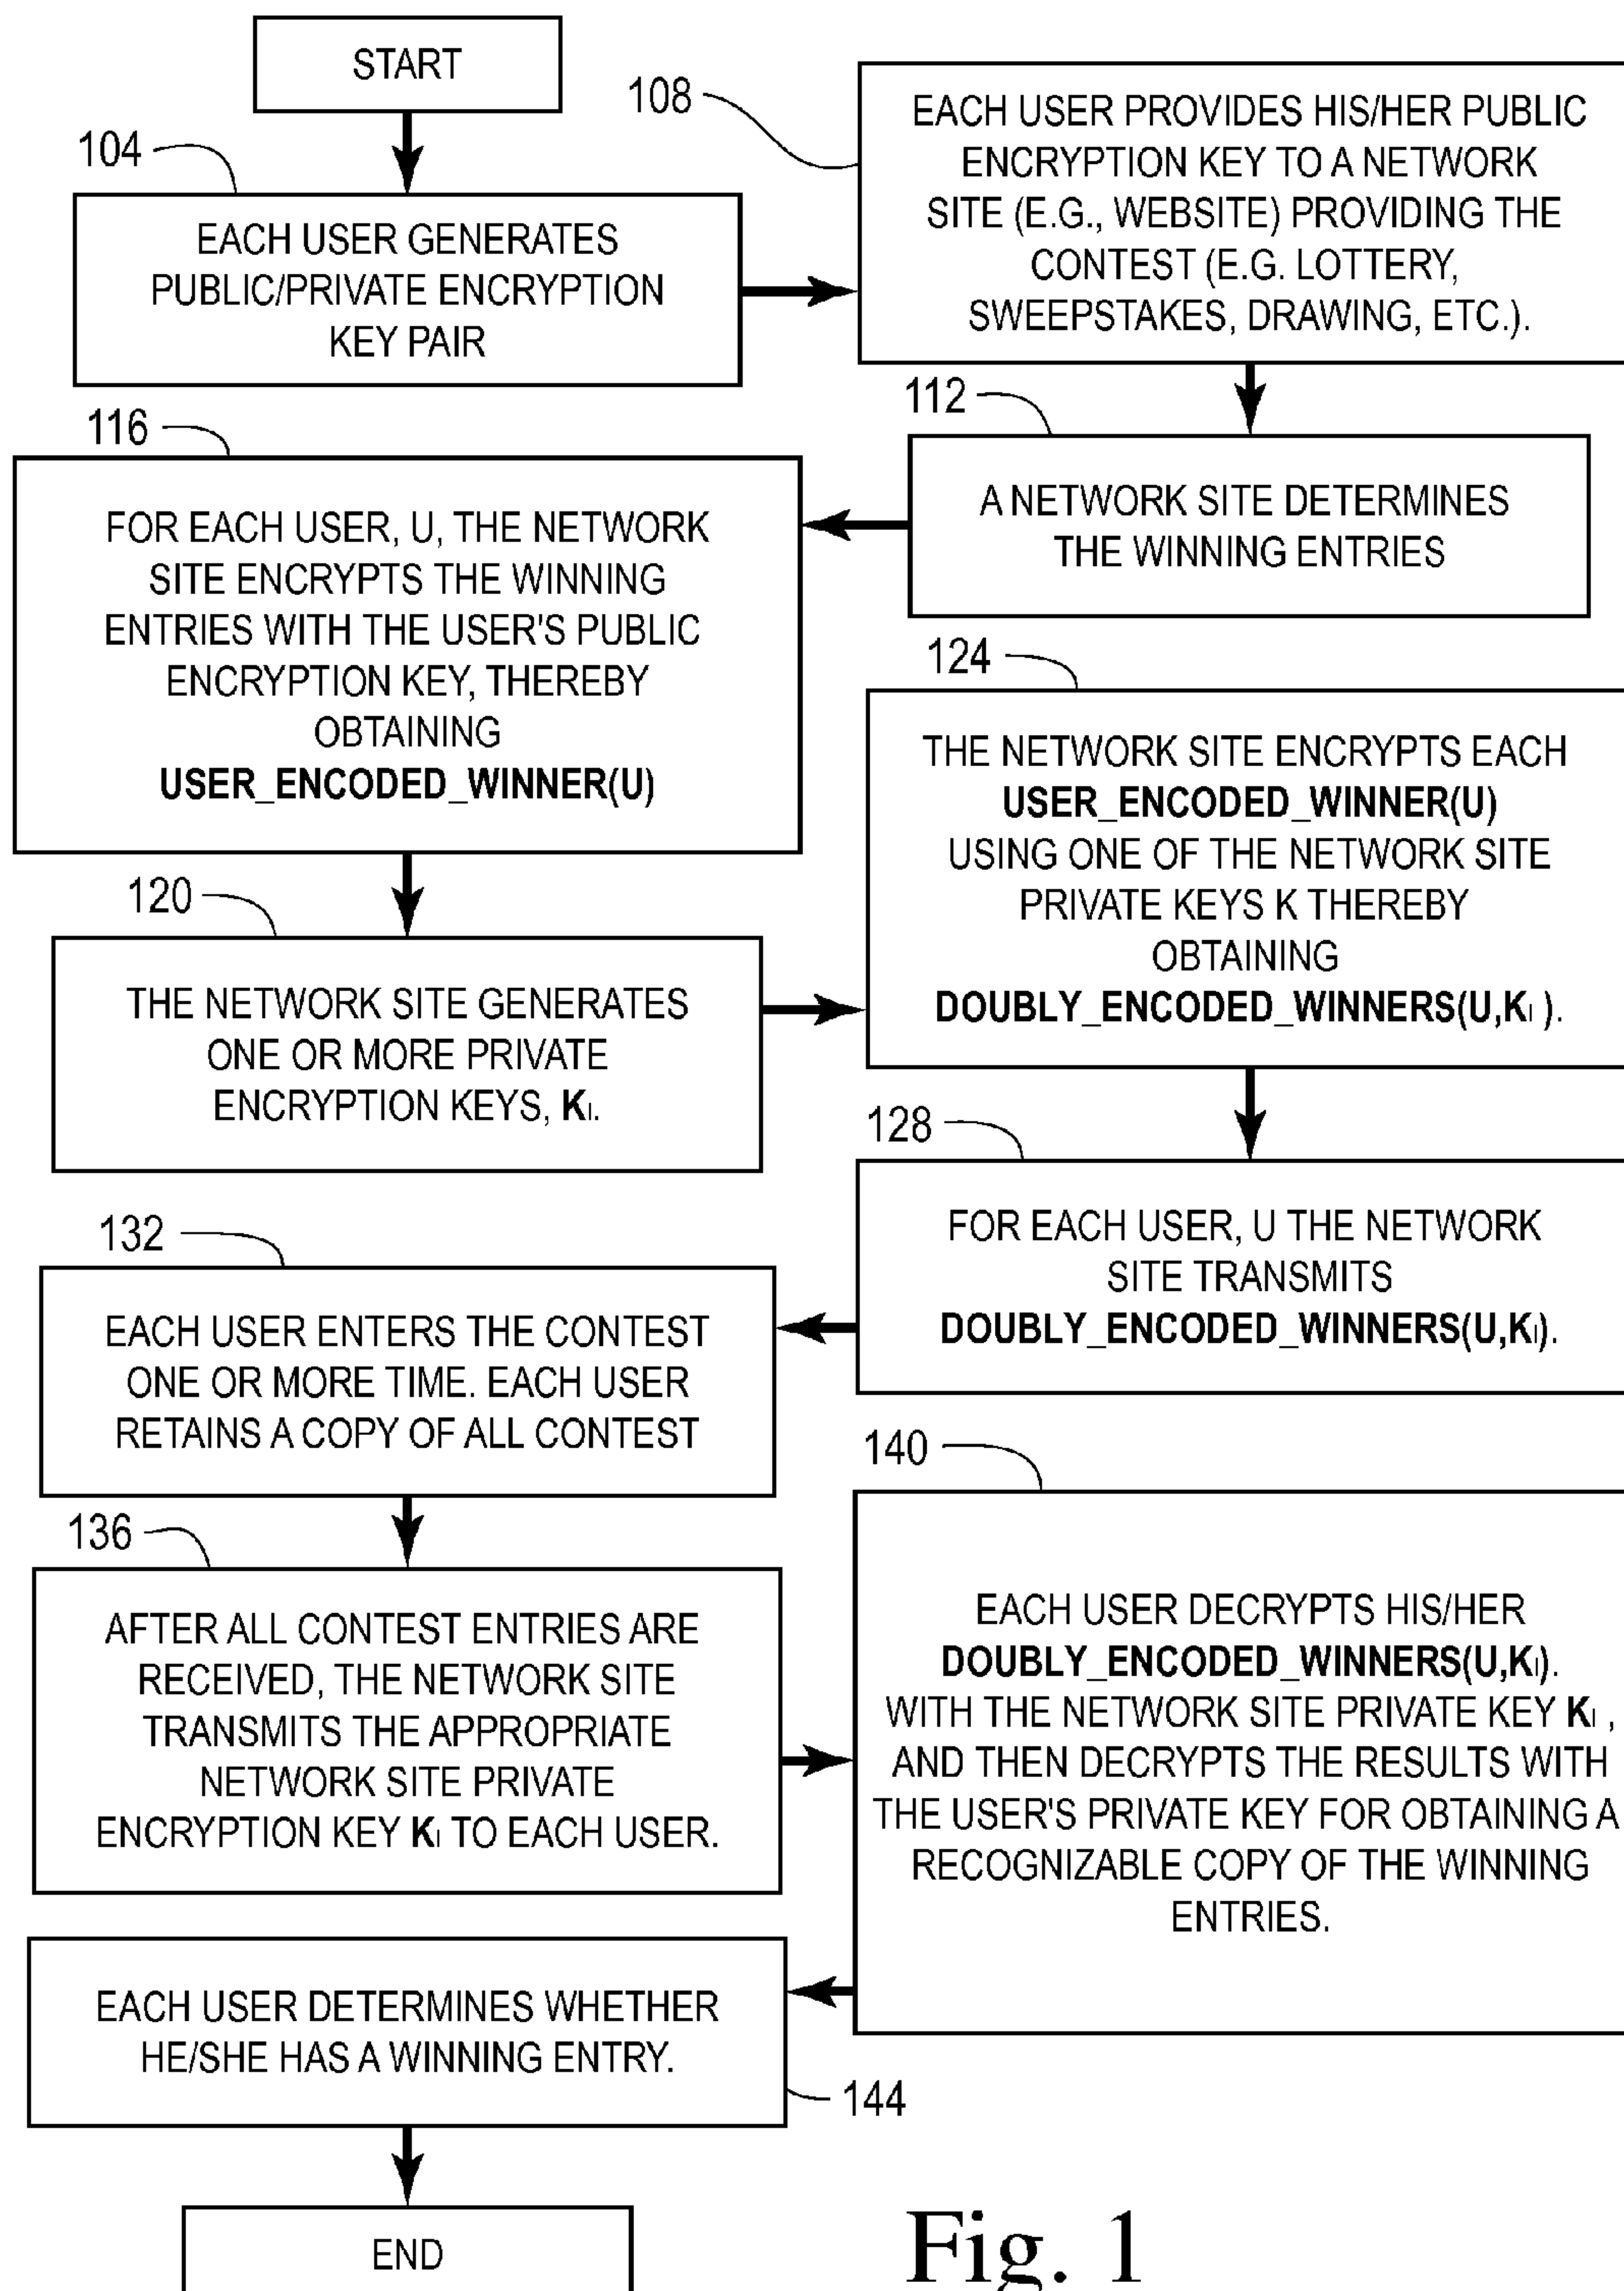 START
104
EACH USER GENERATES
PUBLIC/PRIVATE ENCRYPTION
KEY PAIR
108
EACH USER PROVIDES HIS/HER PUBLIC
ENCRYPTION KEY TO A NETWORK
SITE (E.G., WEBSITE) PROVIDING THE
CONTEST (E.G. LOTTERY,
SWEEPSTAKES, DRAWING, ETC.).
112
A NETWORK SITE DETERMINES
THE WINNING ENTRIES
116
FOR EACH USER, U, THE NETWORK
SITE ENCRYPTS THE WINNING
ENTRIES WITH THE USER'S PUBLIC
ENCRYPTION KEY, THEREBY
OBTAINING
USER_ENCODED_WINNER(U)
120
THE NETWORK SITE GENERATES
ONE OR MORE PRIVATE
ENCRYPTION KEYS, KI.
124
THE NETWORK SITE ENCRYPTS EACH
USER_ENCODED_WINNER(U)
USING ONE OF THE NETWORK SITE
PRIVATE KEYS K THEREBY
OBTAINING
DOUBLY_ENCODED_WINNERS(U,KI ).
128
FOR EACH USER, U THE NETWORK
SITE TRANSMITS
DOUBLY_ENCODED_WINNERS(U,KI).
132
EACH USER ENTERS THE CONTEST
ONE OR MORE TIME. EACH USER
RETAINS A COPY OF ALL CONTEST
136
AFTER ALL CONTEST ENTRIES ARE
RECEIVED, THE NETWORK SITE
TRANSMITS THE APPROPRIATE
NETWORK SITE PRIVATE
ENCRYPTION KEY KI TO EACH USER.
140
EACH USER DECRYPTS HIS/HER
DOUBLY_ENCODED_WINNERS(U,KI).
WITH THE NETWORK SITE PRIVATE KEY KI ,
AND THEN DECRYPTS THE RESULTS WITH
THE USER'S PRIVATE KEY FOR OBTAINING A
RECOGNIZABLE COPY OF THE WINNING
ENTRIES.
EACH USER DETERMINES WHETHER
HE/SHE HAS A WINNING ENTRY.
144
END
Fig. 1